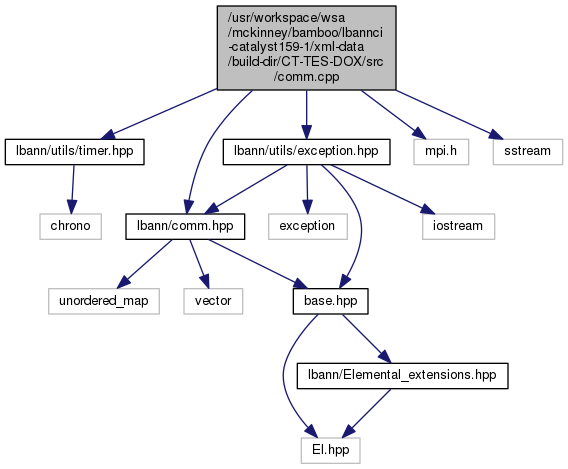 /usr/workspace/wsa
/mckinney/bamboo/lbannci
-catalyst159-1/xml-data
/build-dir/CT-TES-DOX/src
/comm.cpp
lbann/utils/timer.hpp
lbann/utils/exception.hpp
mpi.h
sstream
chrono
lbann/comm.hpp
exception
iostream
unordered_map
vector
base.hpp
lbann/Elemental_extensions.hpp
El.hpp